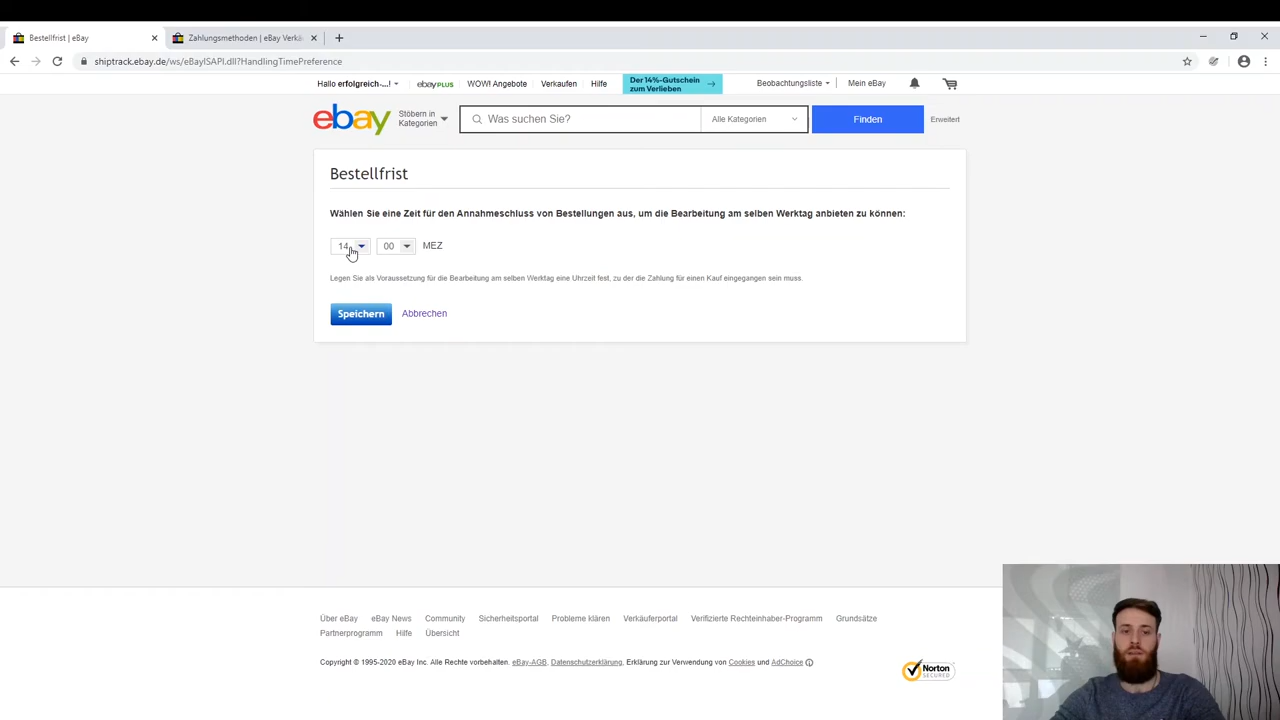 Bestellfrist | eBay
Zahlungsmethoden | eBay Verkä
shiptrack.ebay.de/ws/eBayISAPI.dll?HandlingTimePreference
Hallo erfolgreich-...!
ebayPLUS
WOW! Angebote
Verkaufen
Hilfe
Der 14%-Gutschein
zum Verlieben
Beobachtungsliste
Mein eBay
ebay
Stöbern in
Kategorien
Was suchen Sie?
Alle Kategorien
Finden
Erweitert
Bestellfrist
Wählen Sie eine Zeit für den Annahmeschluss von Bestellungen aus, um die Bearbeitung am selben Werktag anbieten zu können:
14 00 MEZ
Legen Sie als Voraussetzung für die Bearbeitung am selben Werktag eine Uhrzeit fest, zu der die Zahlung für einen Kauf eingegangen sein muss.
Speichern Abbrechen
Über eBay eBay News Community Sicherheitsportal Probleme klären Verkäuferportal Verifizierte Rechteinhaber-Programm Grundsätze
Partnerprogramm Hilfe Übersicht
Copyright © 1995-2020 eBay Inc. Alle Rechte vorbehalten. eBay-AGB, Datenschutzerklärung, Erklärung zur Verwendung von Cookies und AdChoice
Norton
SECURED